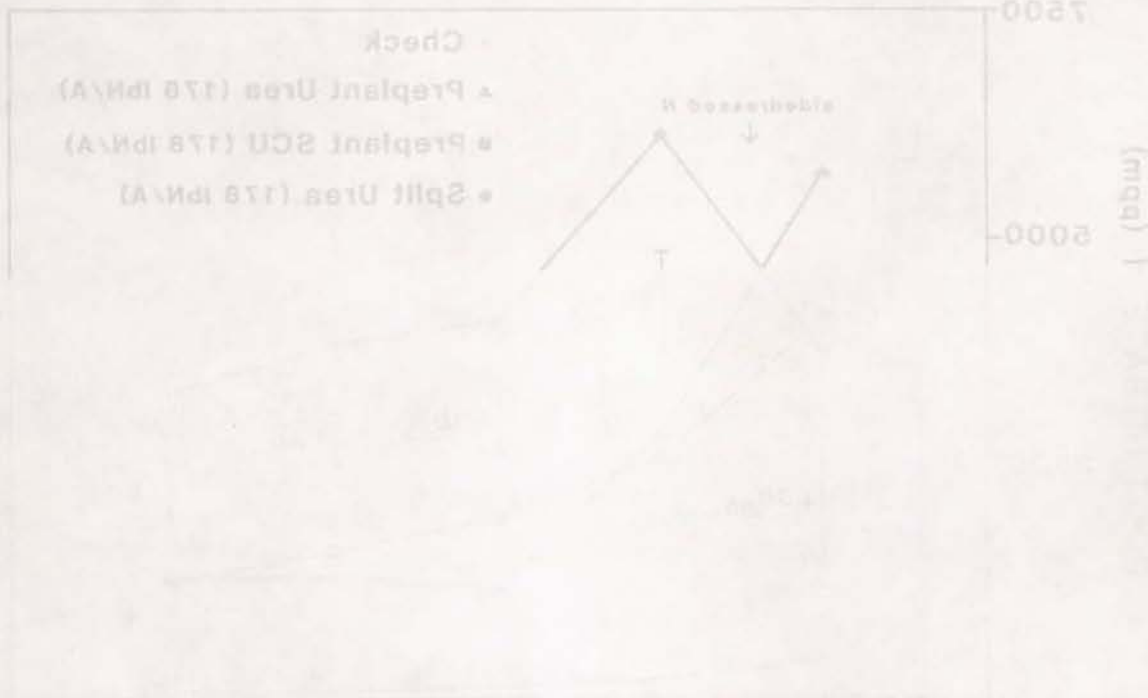 7500
Check
Preplant Urea (178 lbN/A)
Preplant SCU (178 lbN/A)
Split Urea (178 lbN/A)
sidedressed N
5000
(ppm)